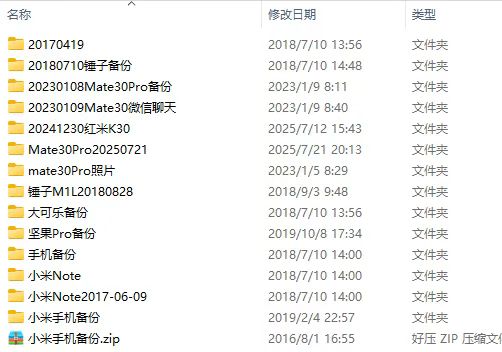 名称 修改日期 类型
20170419 2018/7/10 13:56 文件夹
20180710锤子备份 2018/7/10 14:48 文件夹
20230108Mate30Pro备份 2023/1/9 8:11 文件夹
20230109Mate30微信聊天 2023/1/9 8:40 文件夹
20241230红米K30 2025/7/12 15:43 文件夹
Mate30Pro20250721 2025/7/21 20:13 文件夹
mate30Pro照片 2023/1/5 8:29 文件夹
锤子M1L20180828 2018/9/3 9:48 文件夹
大可乐备份 2018/7/10 13:56 文件夹
坚果Pro备份 2019/10/8 17:34 文件夹
手机备份 2018/7/10 14:00 文件夹
小米Note 2018/7/10 14:00 文件夹
小米Note2017-06-09 2018/7/10 14:00 文件夹
小米手机备份 2019/2/4 22:57 文件夹
小米手机备份.zip 2016/8/1 16:55 好压 ZIP 压缩文